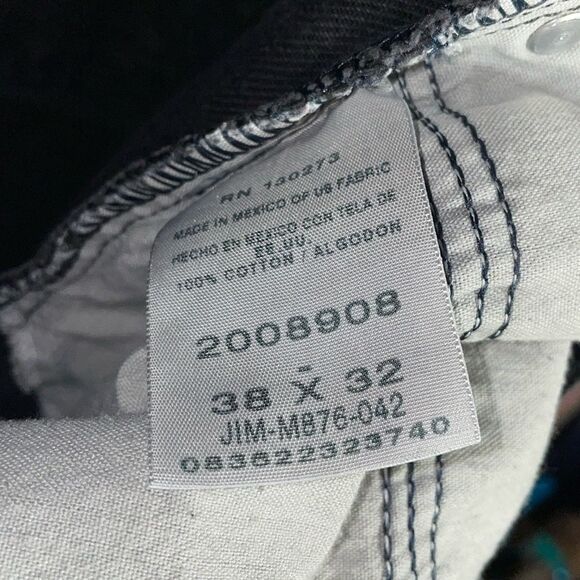 RN 130273
MADE IN MEXICO OF US FABRIC
HECHO EN MEXICO CON TELA DE
EE.UU.
100% COTTON / ALGODON
2008908
38 X 32
JIM-M876-042
083622323740